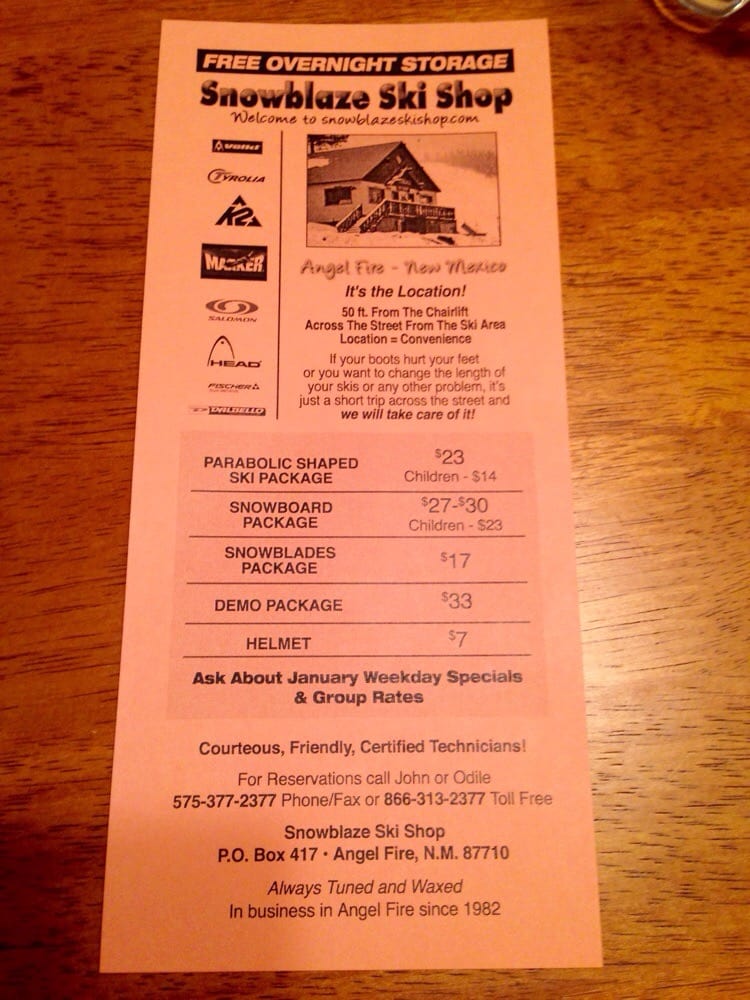 FREE OVERNIGHT STORAGE
Snowblaze Ski Shop
Welcome to snowblazeskishop.com
VOLKL
TYROLIA
K2
MARKER
SALOMON
HEAD
FISCHER
DALBELLO
Angel Fire - New Mexico
It's the Location!
50 ft. From The Chairlift
Across The Street From The Ski Area
Location = Convenience
If your boots hurt your feet
or you want to change the length of
your skis or any other problem, it's
just a short trip across the street and
we will take care of it!
PARABOLIC SHAPED
SKI PACKAGE
$23
Children - $14
SNOWBOARD
PACKAGE
$27-$30
Children - $23
SNOWBLADES
PACKAGE
$17
DEMO PACKAGE
$33
HELMET
$7
Ask About January Weekday Specials
& Group Rates
Courteous, Friendly, Certified Technicians!
For Reservations call John or Odile
575-377-2377 Phone/Fax or 866-313-2377 Toll Free
Snowblaze Ski Shop
P.O. Box 417 • Angel Fire, N.M. 87710
Always Tuned and Waxed
In business in Angel Fire since 1982